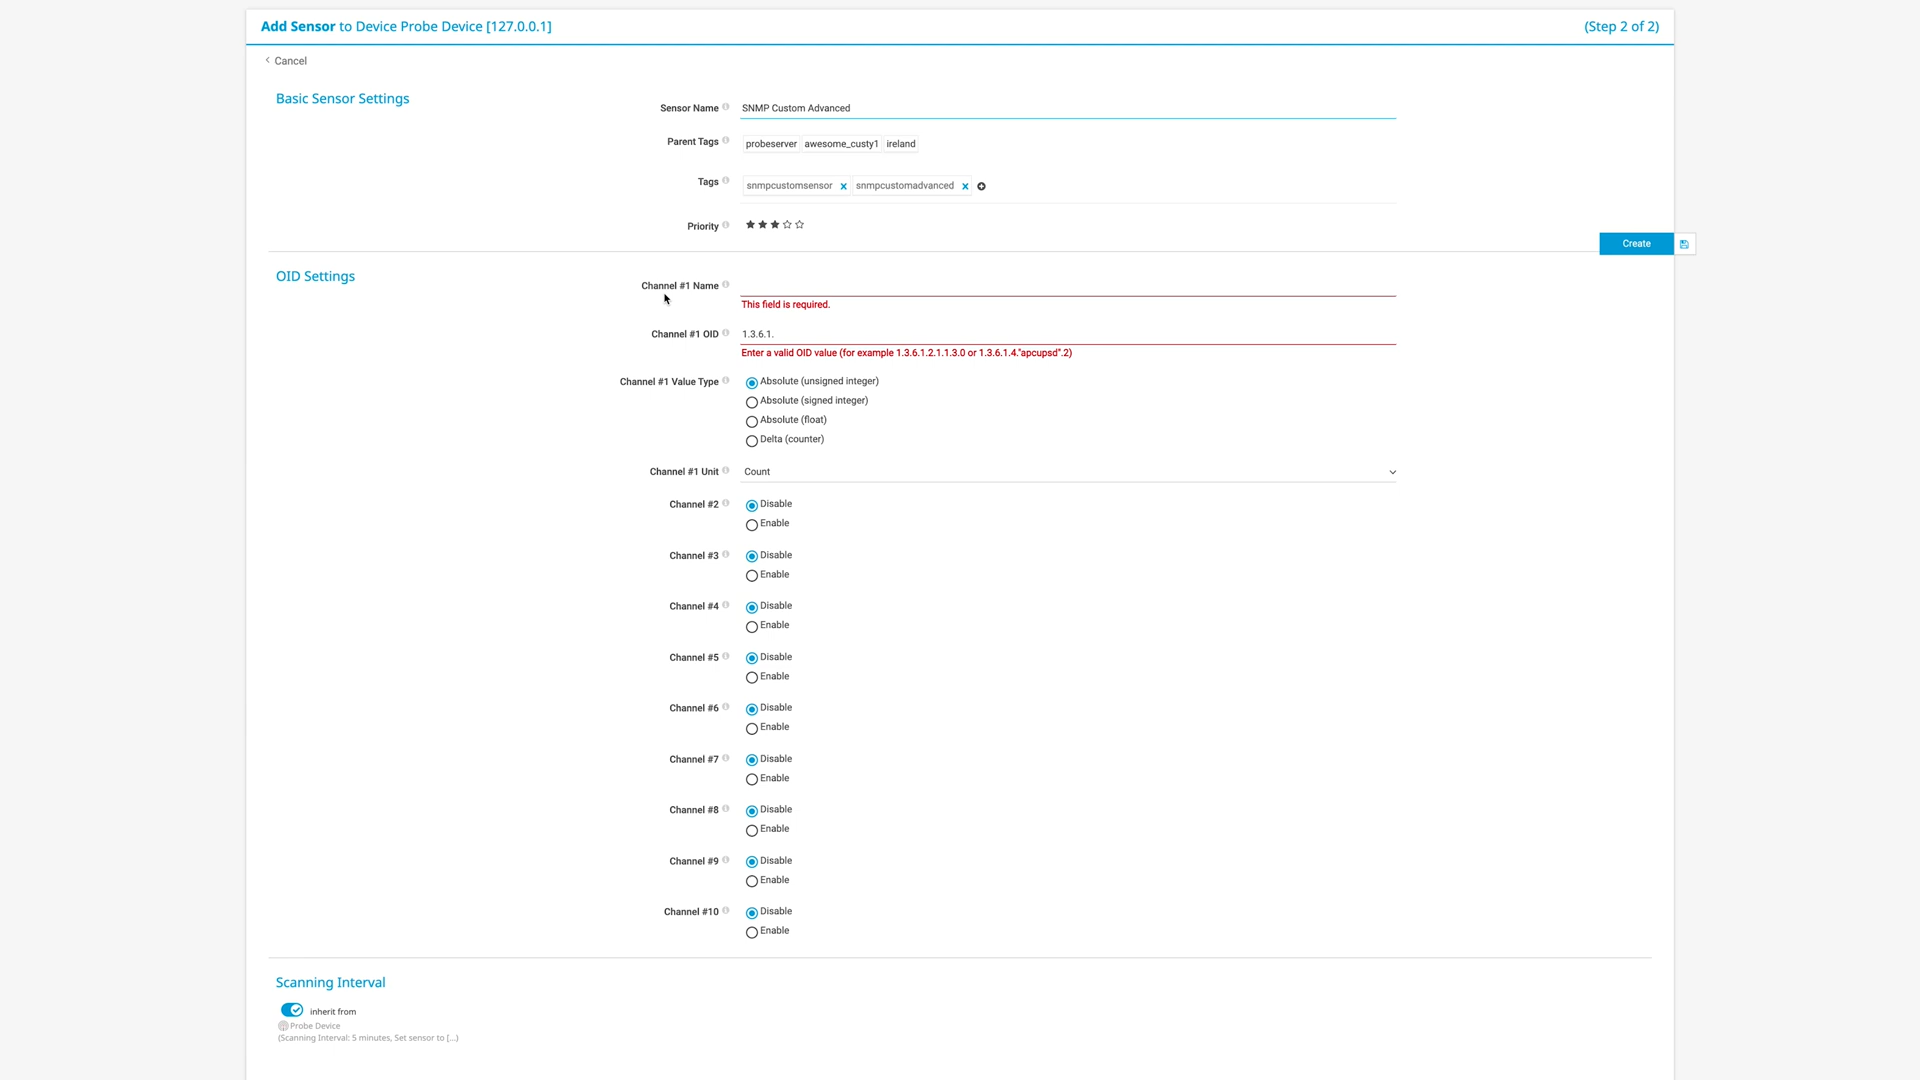 Add Sensor to Device Probe Device [127.0.0.1]
(Step 2 of 2)
Cancel
Basic Sensor Settings
Sensor Name
SNMP Custom Advanced
Parent Tags
probeserver awesome_custy1 ireland
Tags
snmpcustomsensor snmpcustomadvanced
Priority
Create
OID Settings
Channel #1 Name
This field is required.
Channel #1 OID
1.3.6.1.
Enter a valid OID value (for example 1.3.6.1.2.1.1.3.0 or 1.3.6.1.4."apcupsd".2)
Channel #1 Value Type
Absolute (unsigned integer)
Absolute (signed integer)
Absolute (float)
Delta (counter)
Channel #1 Unit
Count
Channel #2
Disable
Enable
Channel #3
Disable
Enable
Channel #4
Disable
Enable
Channel #5
Disable
Enable
Channel #6
Disable
Enable
Channel #7
Disable
Enable
Channel #8
Disable
Enable
Channel #9
Disable
Enable
Channel #10
Disable
Enable
Scanning Interval
inherit from
Probe Device
(Scanning Interval: 5 minutes, Set sensor to [...)